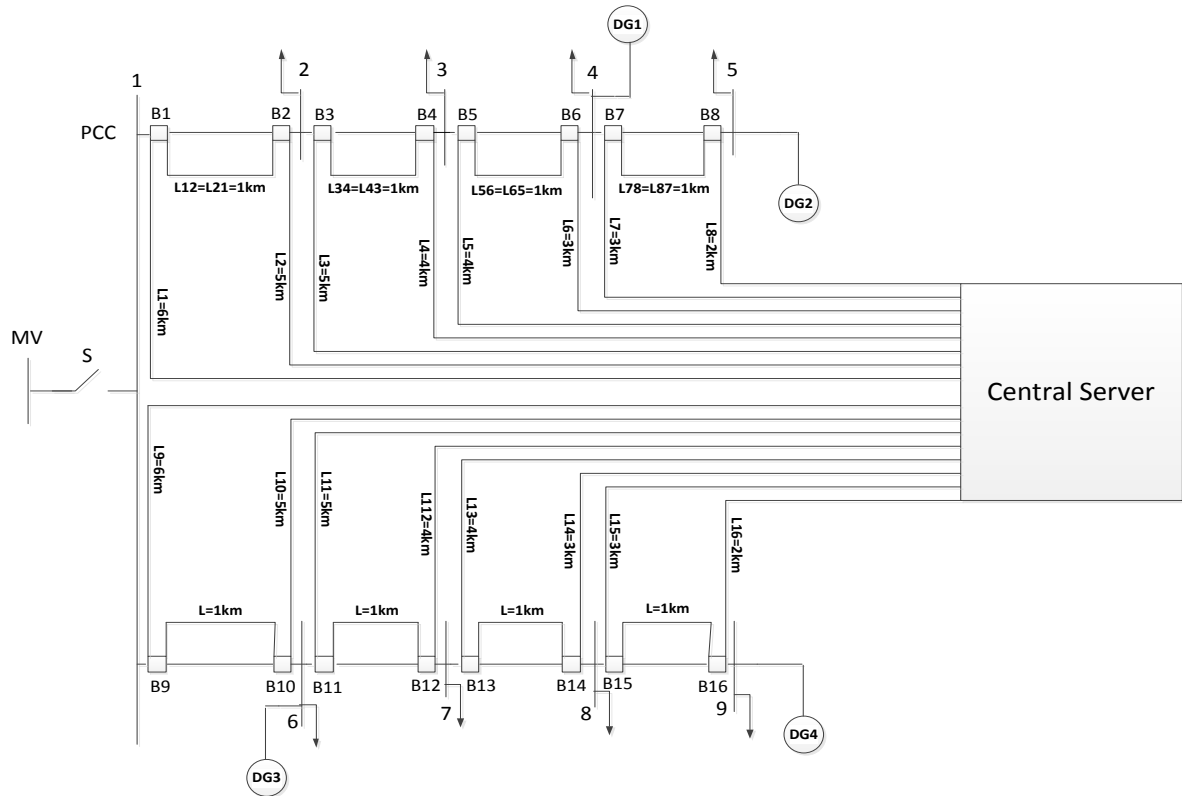 DG1
1
2
3
4
5
PCC
B1
B2
B3
B4
B5
B6
B7
B8
L12=L21=1km
L34=L43=1km
L56=L65=1km
L78=L87=1km
DG2
L1=6km
L2=5km
L3=5km
L4=4km
L5=4km
L6=3km
L7=3km
L8=2km
MV
S
Central Server
L9=6km
L10=5km
L11=5km
L112=4km
L13=4km
L14=3km
L15=3km
L16=2km
L=1km
L=1km
L=1km
L=1km
B9
B10
B11
B12
B13
B14
B15
B16
6
7
8
9
DG3
DG4